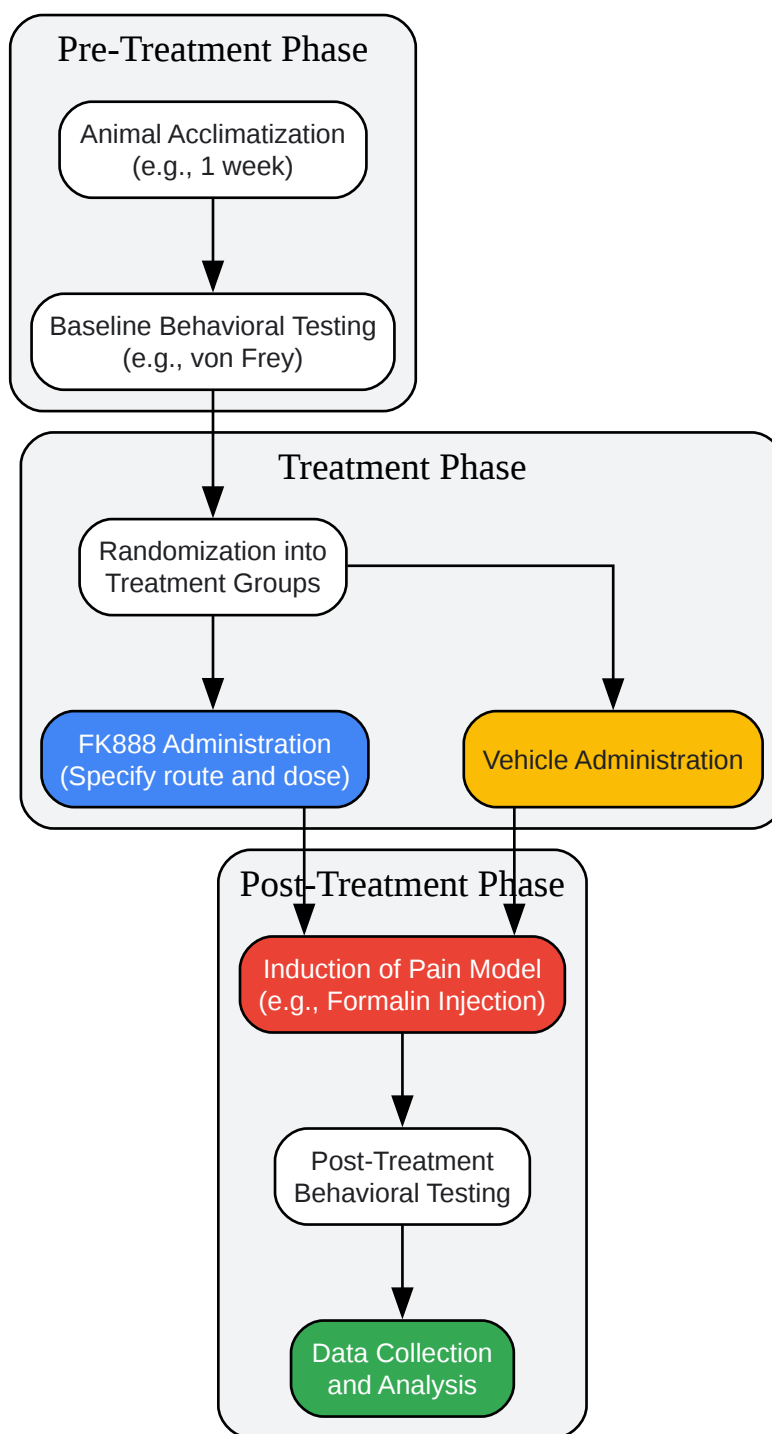 Pre-Treatment Phase
Animal Acclimatization
(e.g., 1 week)
Baseline Behavioral Testing
(e.g., von Frey)
Treatment Phase
Randomization into
Treatment Groups
FK888 Administration
(Specify route and dose)
Vehicle Administration
Post-Treatment Phase
Induction of Pain Model
(e.g., Formalin Injection)
Post-Treatment
Behavioral Testing
Data Collection
and Analysis